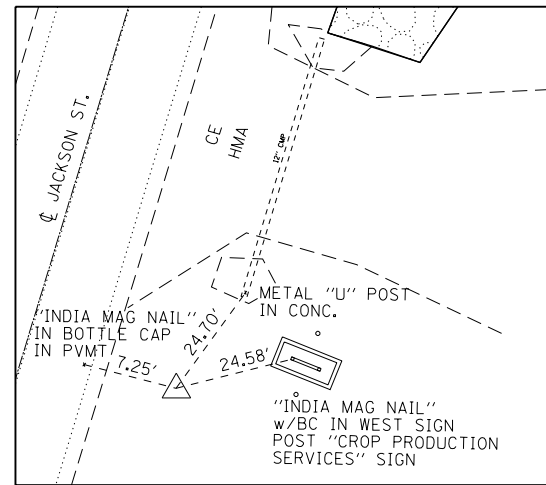 ℄ JACKSON ST.
CE
HMA
12" CMP
"INDIA MAG NAIL"
IN BOTTLE CAP
IN PVMT
7.25'
24.70'
METAL "U" POST
IN CONC.
24.58'
"INDIA MAG NAIL"
w/BC IN WEST SIGN
POST "CROP PRODUCTION
SERVICES" SIGN